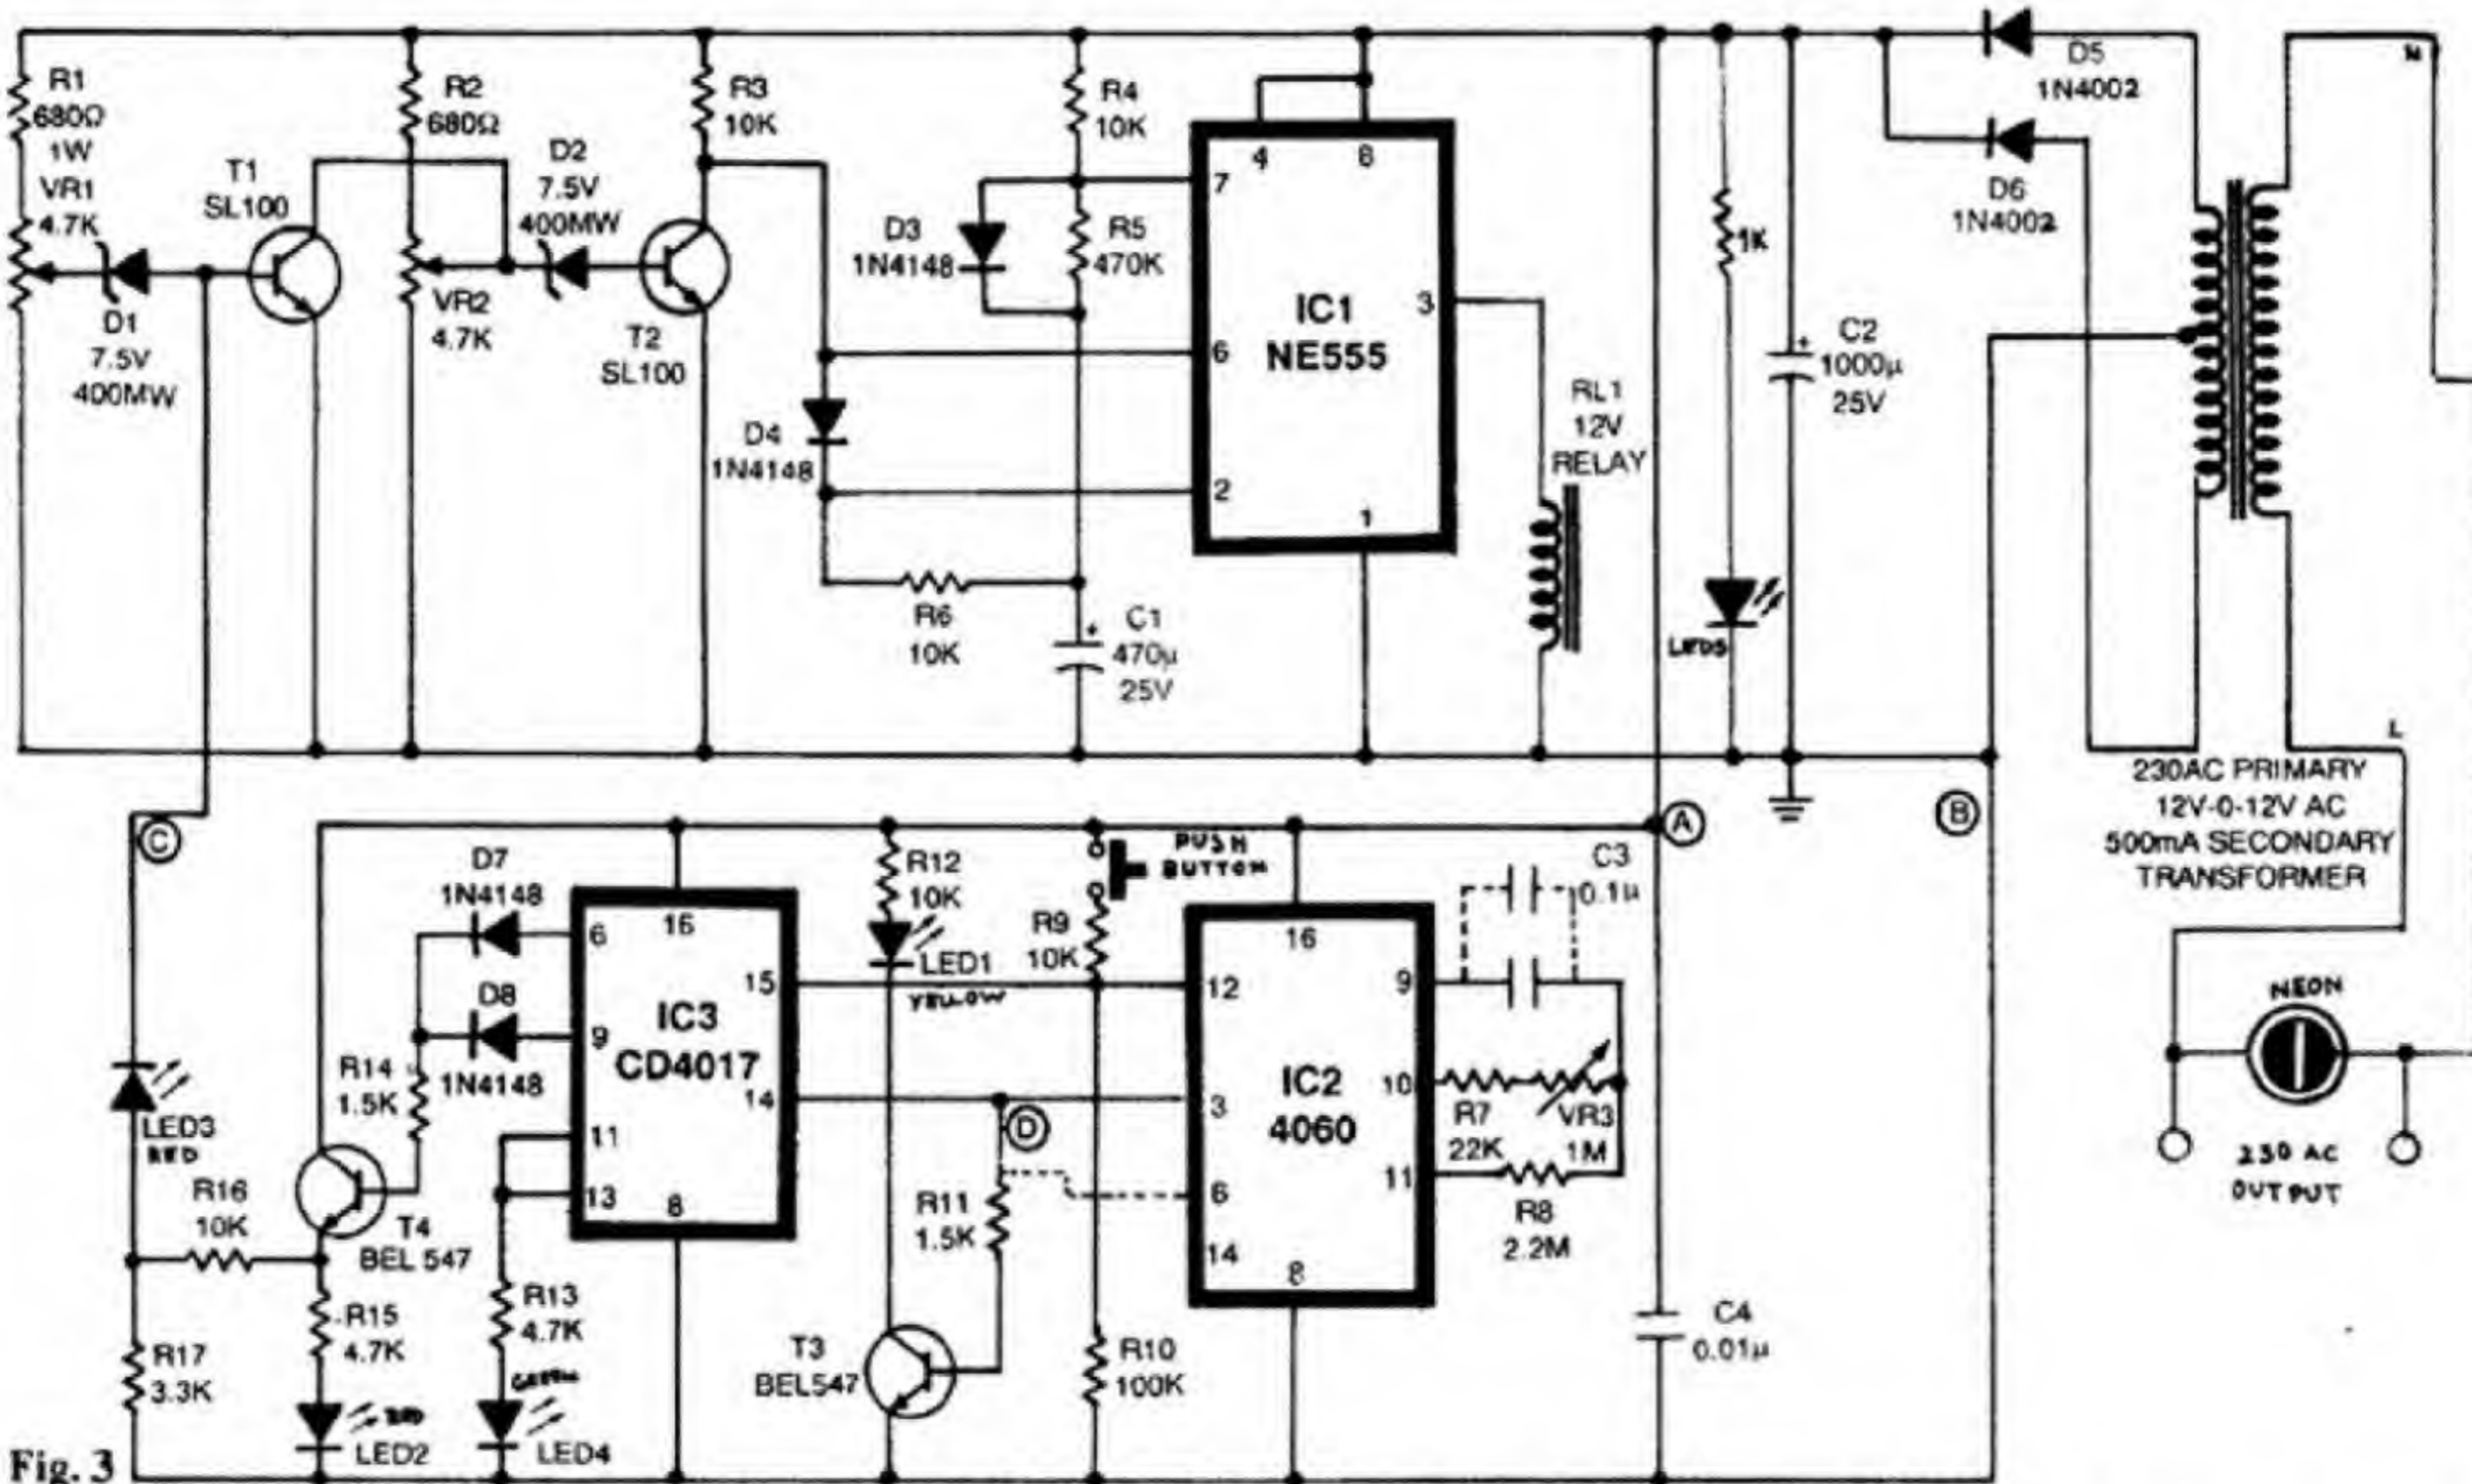 R1
680Ω
1W
VR1
4.7K
D1
7.5V
400MW
T1
SL100
R2
680Ω
D2
7.5V
400MW
VR2
4.7K
R3
10K
T2
SL100
D4
1N4148
D3
1N4148
R4
10K
R5
470K
R6
10K
C1
470µ
25V
4
8
7
6
2
3
1
IC1
NE555
RL1
12V
RELAY
1K
LED5
C2
1000µ
25V
D5
1N4002
D6
1N4002
N
L
230AC PRIMARY
12V-0-12V AC
500mA SECONDARY
TRANSFORMER
NEON
230 AC
OUTPUT
A
B
C
D
D7
1N4148
D8
1N4148
R14
1.5K
LED3
RED
R16
10K
T4
BEL 547
R15
4.7K
R17
3.3K
RED
LED2
R13
4.7K
GREEN
LED4
6
16
15
9
14
11
13
8
IC3
CD4017
R12
10K
LED1
YELLOW
PUSH
BUTTON
R9
10K
R11
1.5K
T3
BEL547
R10
100K
16
12
9
10
3
11
6
14
8
IC2
4060
C3
0.1µ
R7
22K
VR3
1M
R8
2.2M
C4
0.01µ
Fig. 3